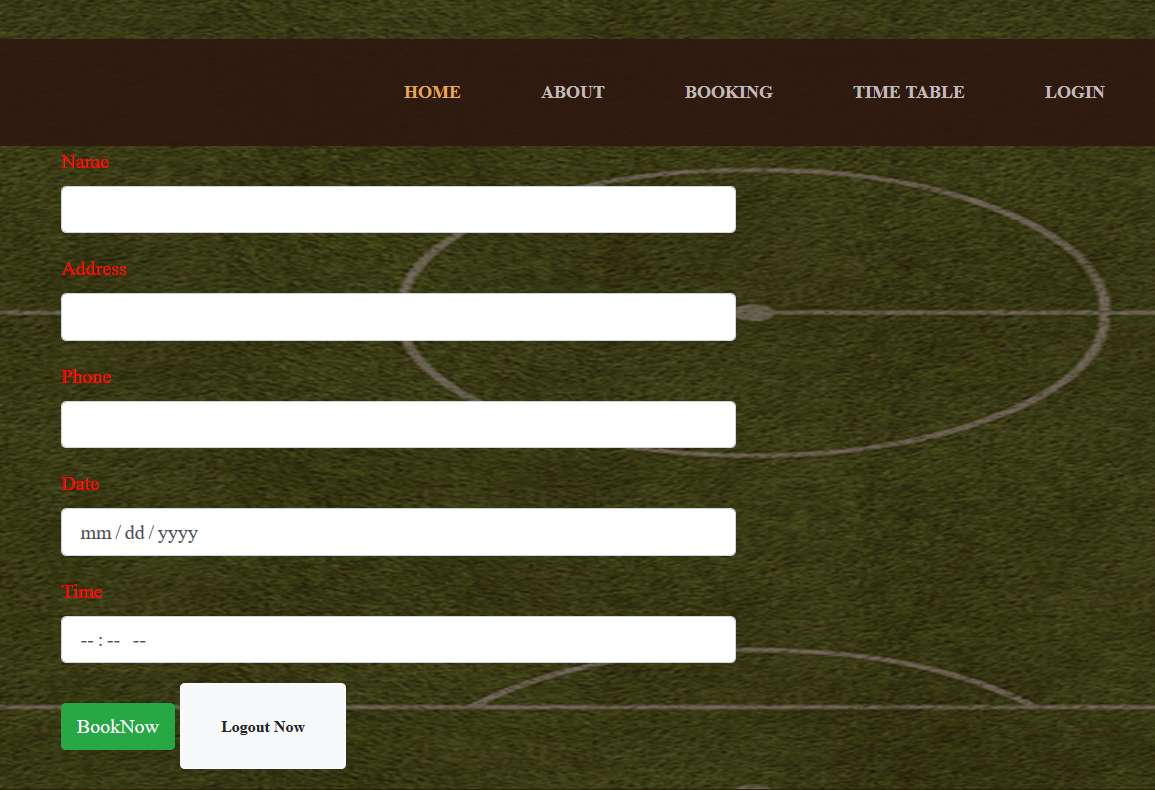 HOME ABOUT BOOKING TIME TABLE LOGIN
Name
Address
Phone
Date
mm/dd/yyyy
Time
--:-- --
BookNow Logout Now